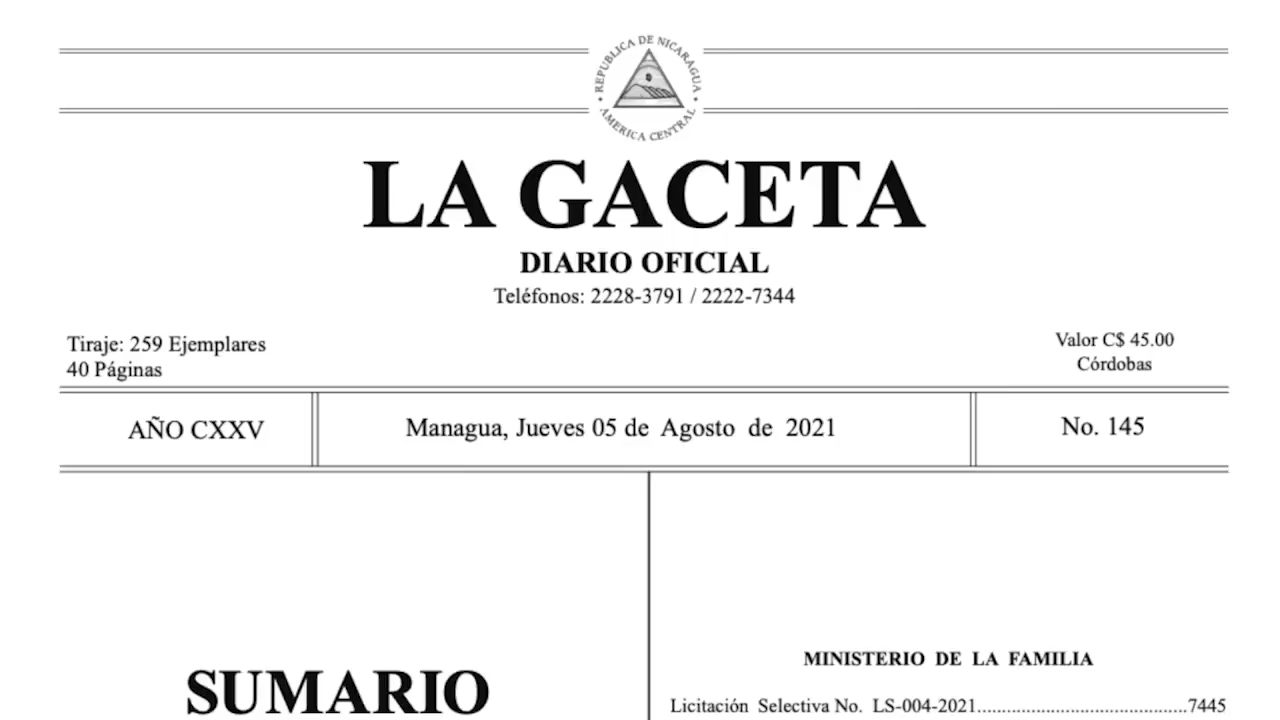 REPUBLICA DE NICARAGUA
AMERICA CENTRAL
LA GACETA
DIARIO OFICIAL
Teléfonos: 2228-3791 / 2222-7344
Tiraje: 259 Ejemplares
40 Páginas
Valor C$ 45.00
Córdobas
AÑO CXXV
Managua, Jueves 05 de Agosto de 2021
No. 145
SUMARIO
MINISTERIO DE LA FAMILIA
Licitación Selectiva No. LS-004-2021..........................................7445